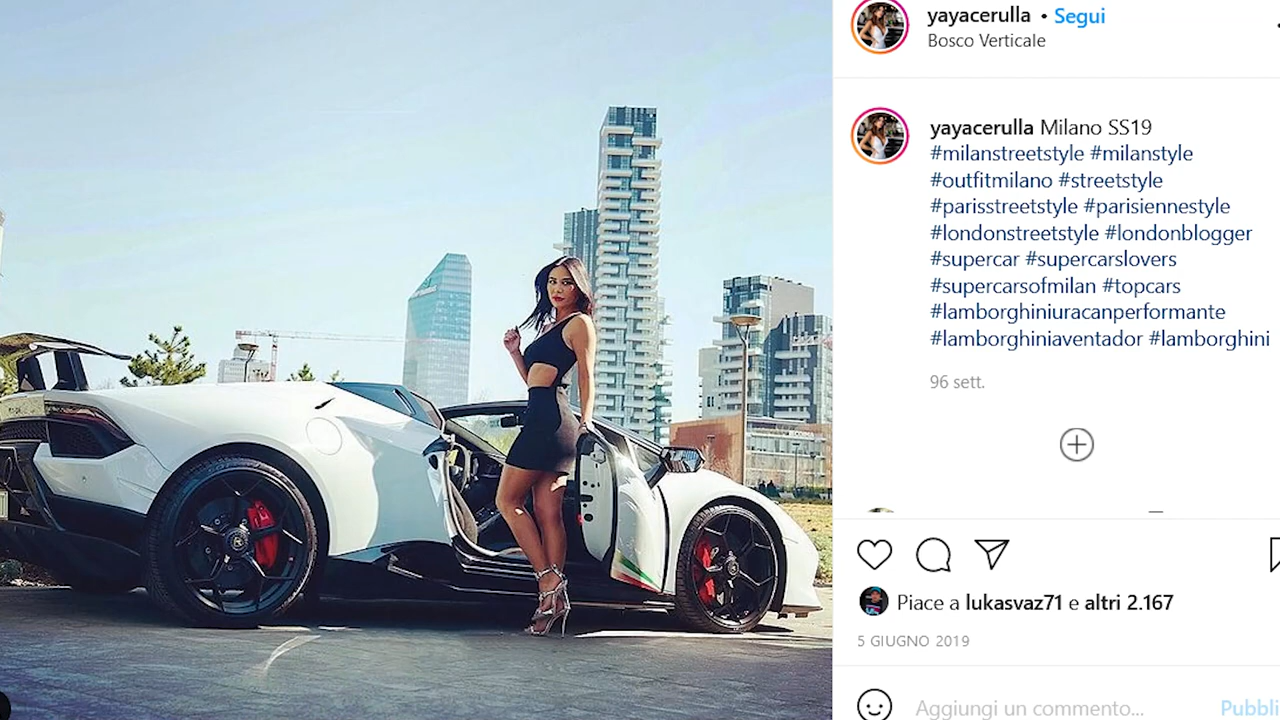 yayacerulla • Segui
Bosco Verticale
yayacerulla Milano SS19
#milanstreetstyle #milanstyle
#outfitmilano #streetstyle
#parisstreetstyle #parisiennestyle
#londonstreetstyle #londonblogger
#supercar #supercarslovers
#supercarsofmilan #topcars
#lamborghiniuracanperformante
#lamborghiniaventador #lamborghini
96 sett.
Piace a lukasvaz71 e altri 2.167
5 GIUGNO 2019
Aggiungi un commento... Pubbli